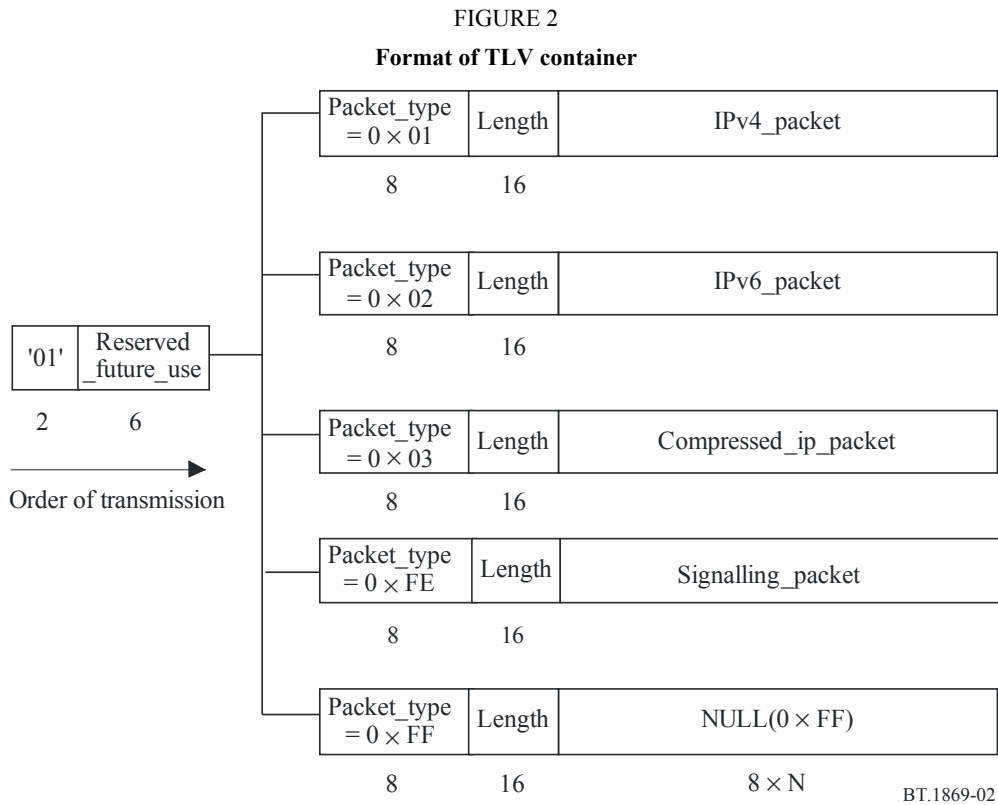 FIGURE 2
Format of TLV container
Packet_type
= 0 × 01
Length
IPv4_packet
8
16
Packet_type
= 0 × 02
Length
IPv6_packet
8
16
'01'
Reserved
_future_use
2
6
Order of transmission
Packet_type
= 0 × 03
Length
Compressed_ip_packet
8
16
Packet_type
= 0 × FE
Length
Signalling_packet
8
16
Packet_type
= 0 × FF
Length
NULL(0 × FF)
8
16
8 × N
BT.1869-02